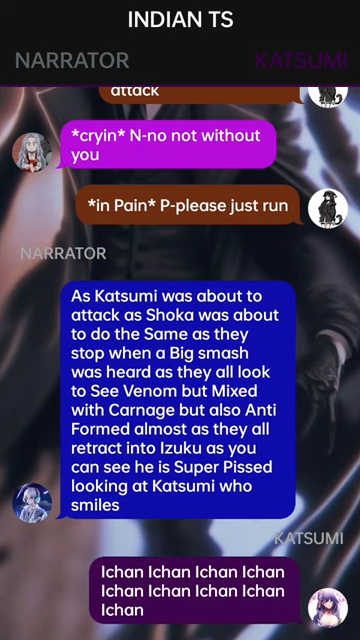 INDIAN TS
NARRATOR KATSUMI
attack
*cryin* N-no not without
you
*in Pain* P-please just run
NARRATOR
As Katsumi was about to
attack as Shoka was about
to do the Same as they
stop when a Big smash
was heard as they all look
to See Venom but Mixed
with Carnage but also Anti
Formed almost as they all
retract into Izuku as you
can see he is Super Pissed
looking at Katsumi who
smiles
KATSUMI
Ichan Ichan Ichan Ichan
Ichan Ichan Ichan Ichan
Ichan